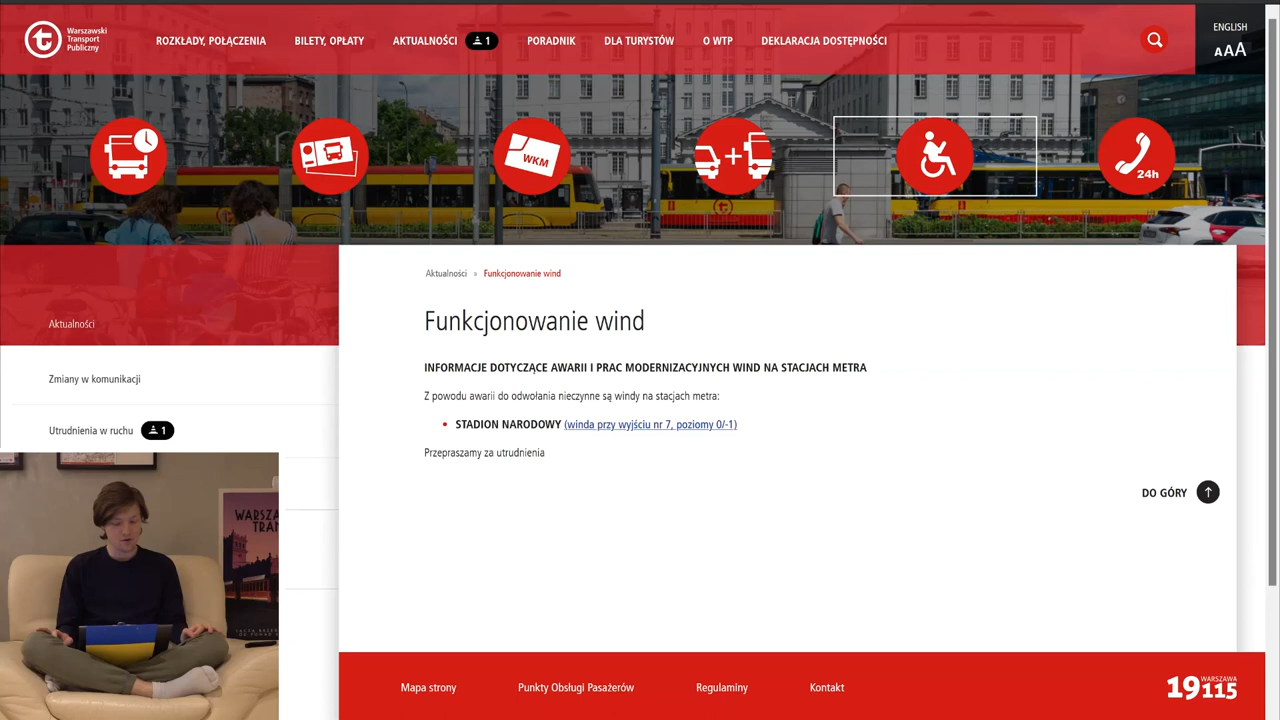 Warszawski
Transport
Publiczny
ROZKŁADY, POŁĄCZENIA
BILETY, OPŁATY
AKTUALNOŚCI 1
PORADNIK
DLA TURYSTÓW
O WTP
DEKLARACJA DOSTĘPNOŚCI
ENGLISH
AAA
WKM
24h
Aktualności
Zmiany w komunikacji
Utrudnienia w ruchu 1
Aktualności » Funkcjonowanie wind
Funkcjonowanie wind
INFORMACJE DOTYCZĄCE AWARII I PRAC MODERNIZACYJNYCH WIND NA STACJACH METRA
Z powodu awarii do odwołania nieczynne są windy na stacjach metra:
• STADION NARODOWY (winda przy wyjściu nr 7, poziomy 0/-1)
Przepraszamy za utrudnienia
DO GÓRY
Mapa strony
Punkty Obsługi Pasażerów
Regulaminy
Kontakt
19115
WARSZAWA